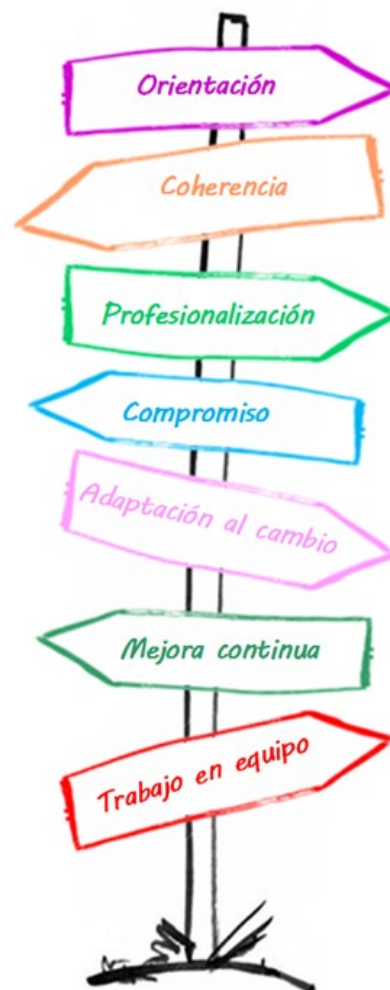 Orientación
Coherencia
Profesionalización
Compromiso
Adaptación al cambio
Mejora continua
Trabajo en equipo